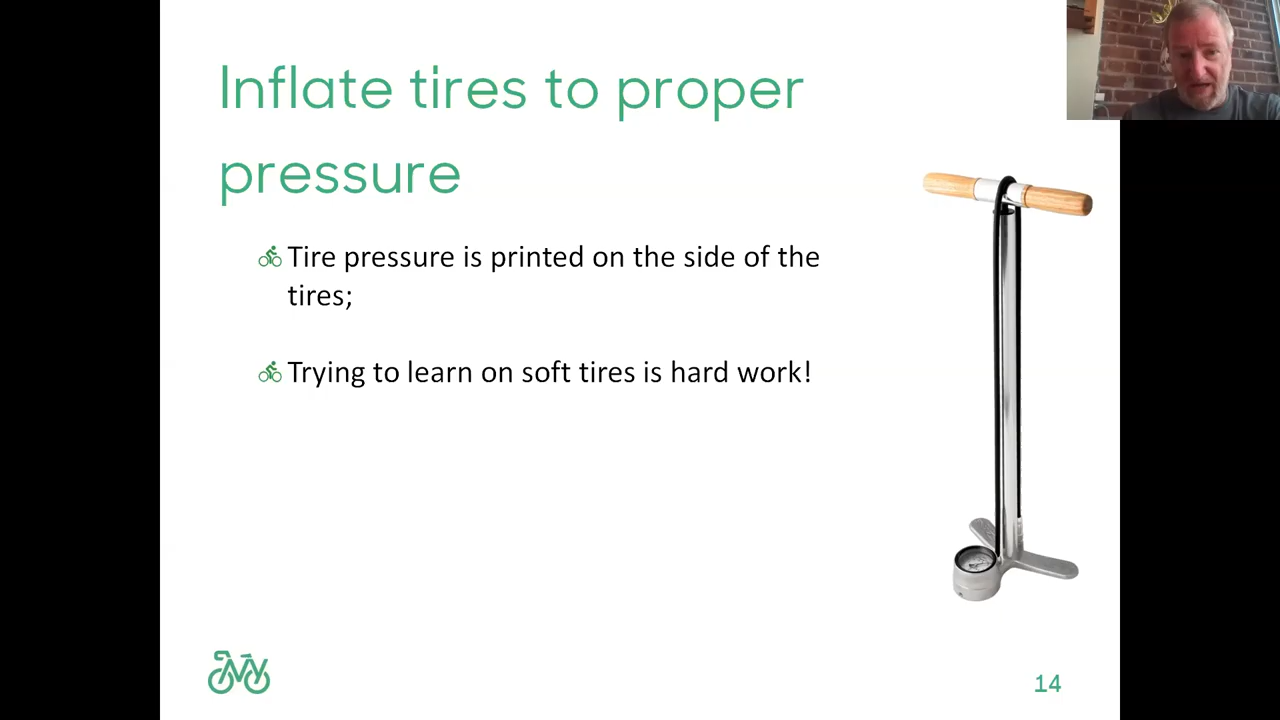 Inflate tires to proper
pressure
Tire pressure is printed on the side of the
tires;
Trying to learn on soft tires is hard work!
14